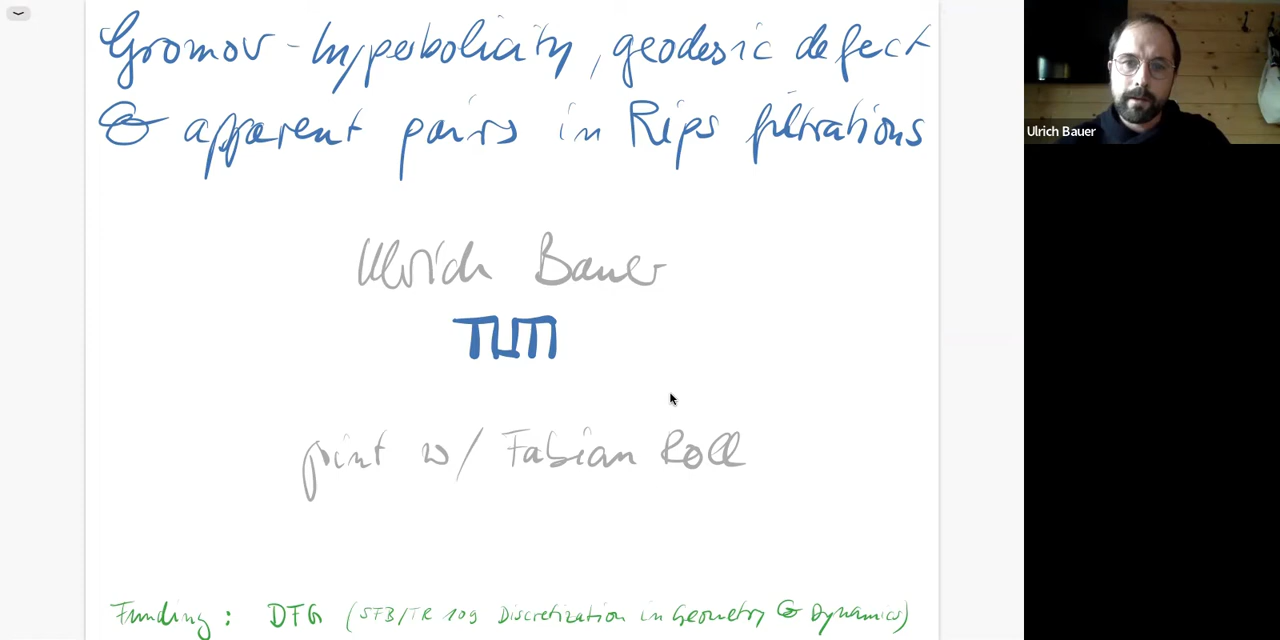 Gromov-hyperbolicity, geodesic defect
& apparent pairs in Rips filtrations
Ulrich Bauer
TUM
joint w/ Fabian Roll
Funding: DFG (SFB/TR 109 Discretization in Geometry & Dynamics)
Ulrich Bauer